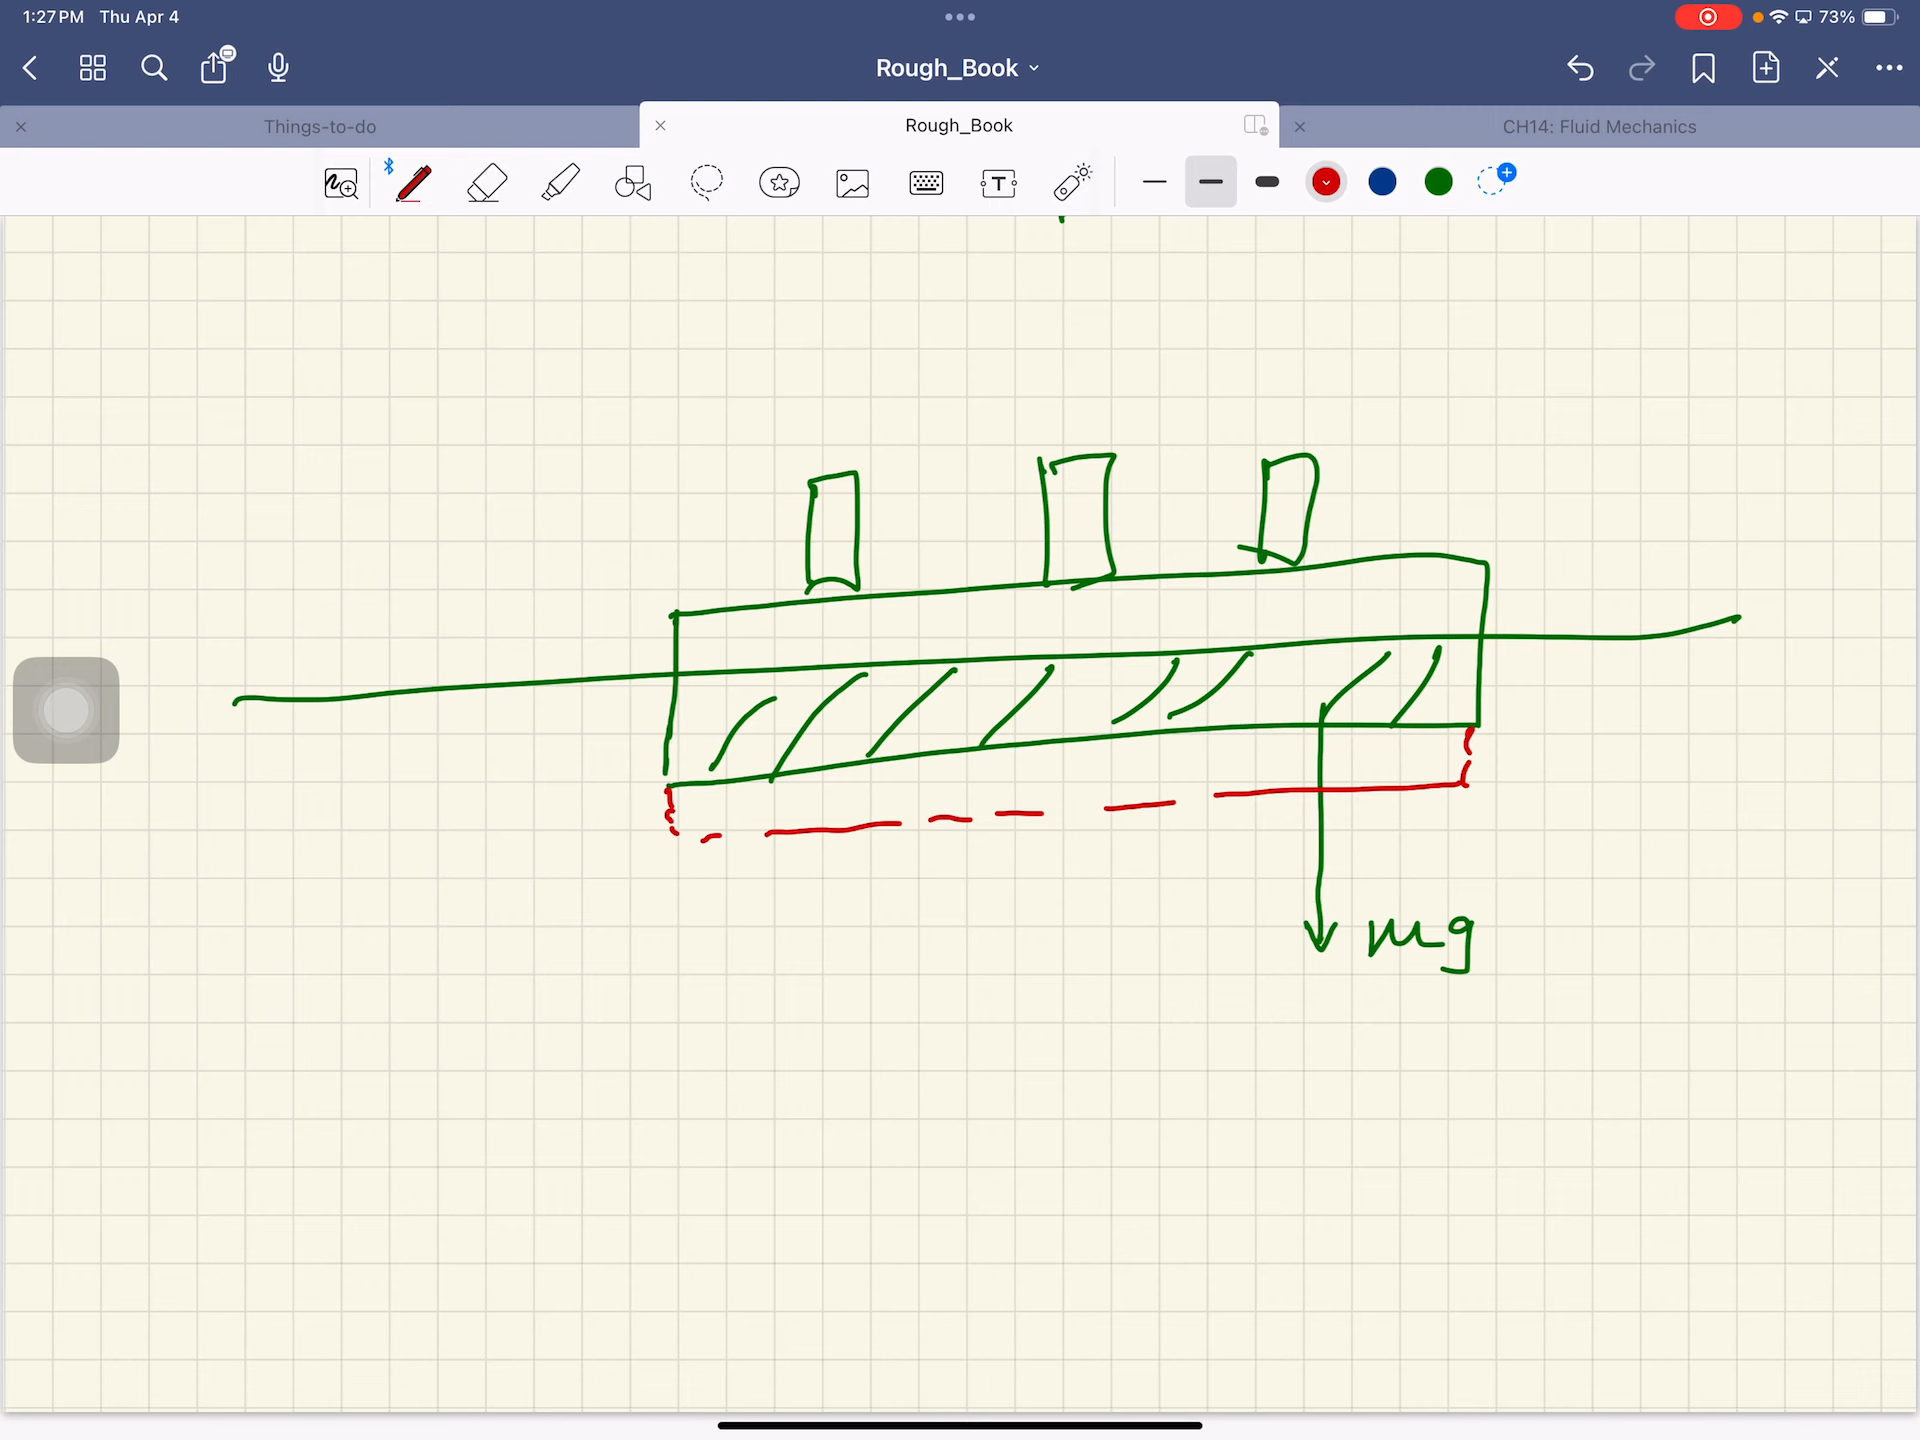 1:27 PM Thu Apr 4
73%
Rough_Book
Things-to-do
Rough_Book
CH14: Fluid Mechanics
T
mg